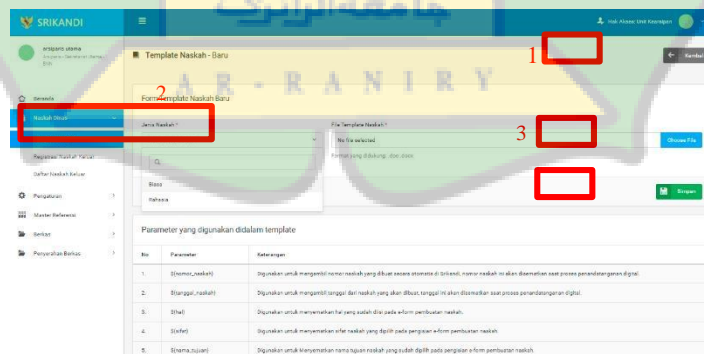 جامعة الرانري
SRIKANDI
Hak Akses: Unit Kearsipan
arsiparis utama
Template Naskah - Baru
1
Kembali
A R - R A N I R Y
2
Beranda
Form Template Naskah Baru
Naskah Dinas
Jenis Naskah *
File Template Naskah *
3
No file selected
Choose File
Registrasi Naskah Keluar
Format yang didukung: .doc, .docx
Daftar Naskah Keluar
Biasa
Rahasia
Simpan
Pengaturan
Master Referensi
Parameter yang digunakan didalam template
Berkas
Penyerahan Berkas
No Parameter Keterangan
1. ${nomor_naskah} Digunakan untuk mengambil nomor naskah yang dibuat secara otomatis di Srikandi, nomor naskah ini akan disematkan saat proses penandatanganan digital.
2. ${tanggal_naskah} Digunakan untuk mengambil tanggal dari naskah yang akan dibuat, tanggal ini akan disematkan saat proses penandatanganan digital.
3. ${hal} Digunakan untuk menyematkan hal yang sudah diisi pada e-form pembuatan naskah.
4. ${sifat} Digunakan untuk menyematkan sifat naskah yang dipilih pada pengisian e-form pembuatan naskah.
5. ${nama_tujuan} Digunakan untuk Menyematkan nama tujuan naskah yang sudah dipilih pada pengisian e-form pembuatan naskah.